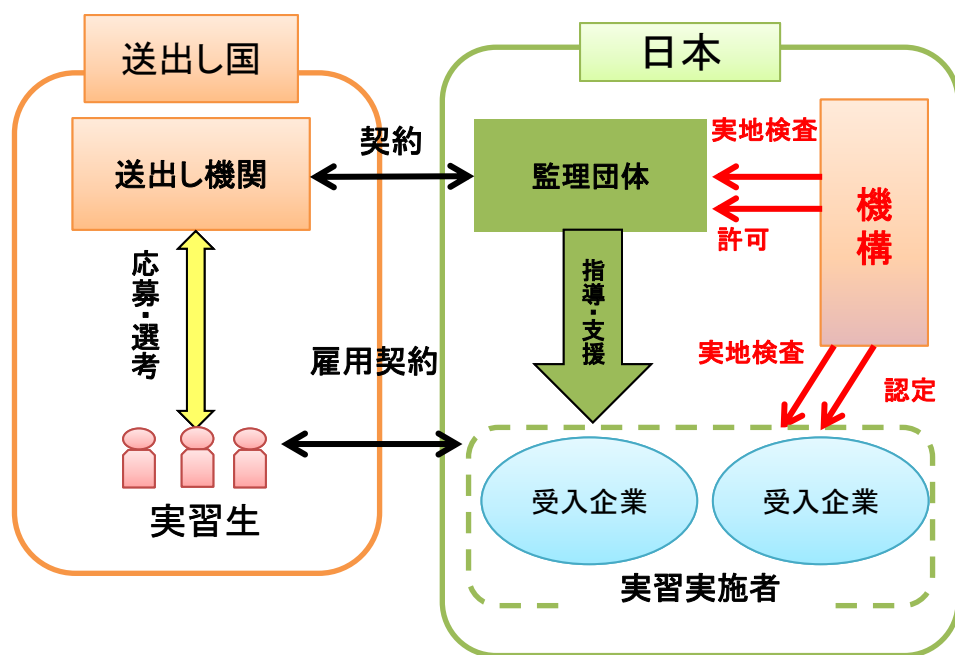 送出し国
日本
送出し機関
契約
監理団体
実地検査
許可
機構
応募・選考
指導・支援
雇用契約
実地検査
認定
実習生
受入企業
受入企業
実習実施者